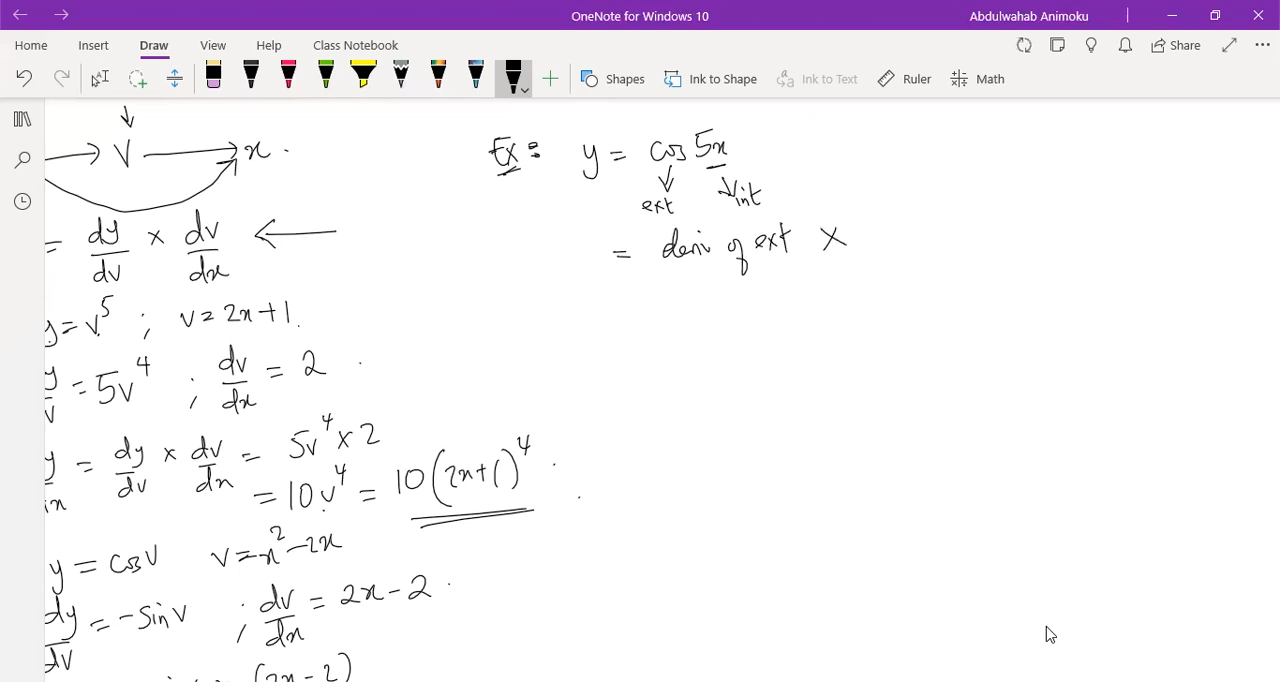 OneNote for Windows 10
Abdulwahab Animoku
Home Insert Draw View Help Class Notebook
Share
Shapes Ink to Shape Ink to Text Ruler Math
→ V → x .
= dy/dv × dv/dx ←
y = v^5 ; v = 2x + 1 .
= 5v^4 ; dv/dx = 2 .
= dy/dv × dv/dx = 5v^4 × 2
= 10v^4 = 10(2x+1)^4 .
y = cos v v = x^2 - 2x
dy/dv = - sin v ; dv/dx = 2x - 2 .
(2x - 2)
Ex : y = cos 5x
ext int
= deriv of ext ×